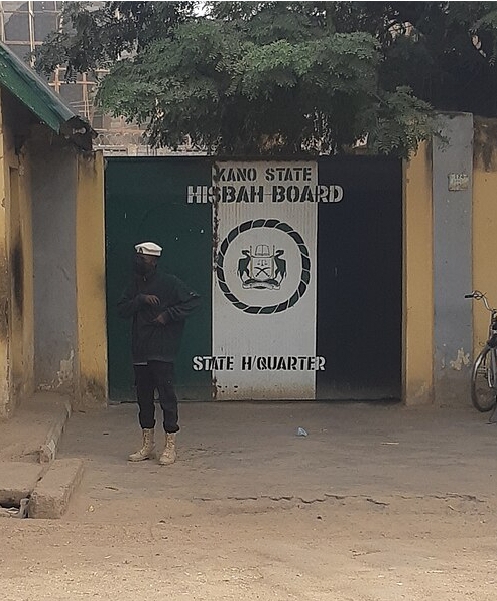 KANO STATE
HISBAH BOARD
STATE H/QUARTER